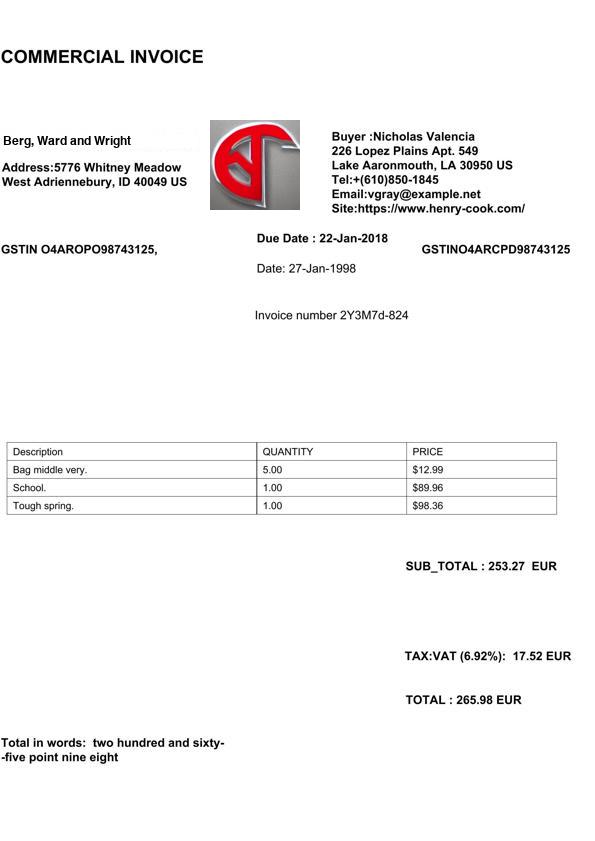 COMMERCIAL INVOICE
Berg, Ward and Wright
Address:5776 Whitney Meadow
West Adriennebury, ID 40049 US
Buyer :Nicholas Valencia
226 Lopez Plains Apt. 549
Lake Aaronmouth, LA 30950 US
Tel:+(610)850-1845
Email:vgray@example.net
Site:https://www.henry-cook.com/
GSTIN O4AROPO98743125,
Due Date : 22-Jan-2018
GSTINO4ARCPD98743125
Date: 27-Jan-1998
Invoice number 2Y3M7d-824
Description QUANTITY PRICE
Bag middle very. 5.00 $12.99
School. 1.00 $89.96
Tough spring. 1.00 $98.36
SUB_TOTAL : 253.27 EUR
TAX:VAT (6.92%): 17.52 EUR
TOTAL : 265.98 EUR
Total in words: two hundred and sixty-
-five point nine eight